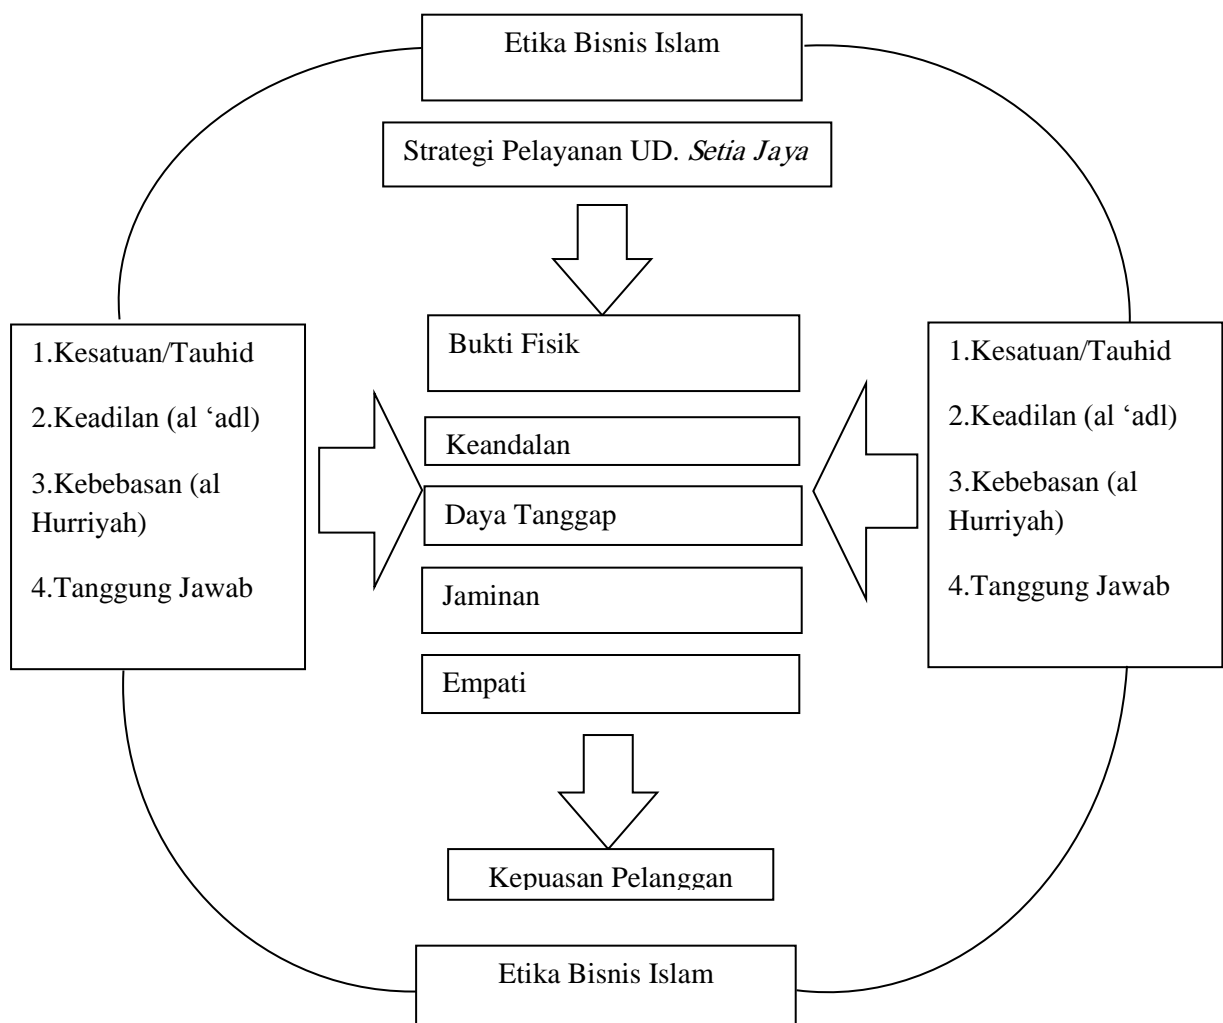 Etika Bisnis Islam
Strategi Pelayanan UD. Setia Jaya
1.Kesatuan/Tauhid
2.Keadilan (al ‘adl)
3.Kebebasan (al
Hurriyah)
4.Tanggung Jawab
Bukti Fisik
Keandalan
Daya Tanggap
Jaminan
Empati
1.Kesatuan/Tauhid
2.Keadilan (al ‘adl)
3.Kebebasan (al
Hurriyah)
4.Tanggung Jawab
Kepuasan Pelanggan
Etika Bisnis Islam